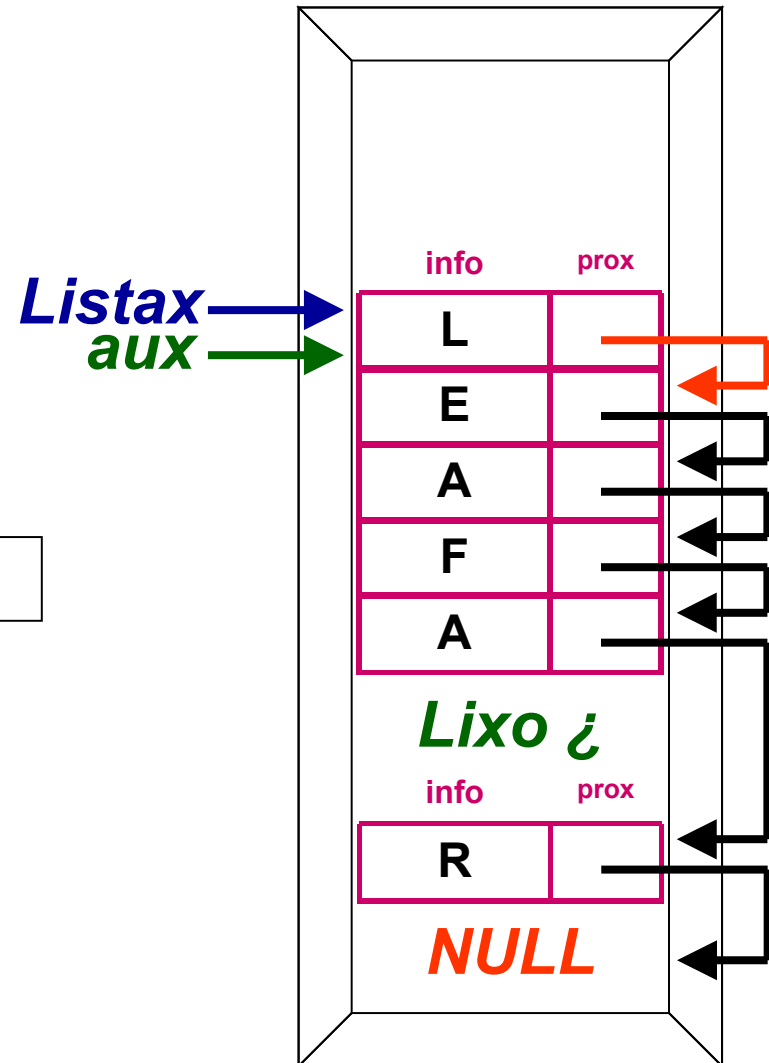 info prox
Listax
L
aux
E
A
F
A
Lixo ¿
info prox
R
NULL